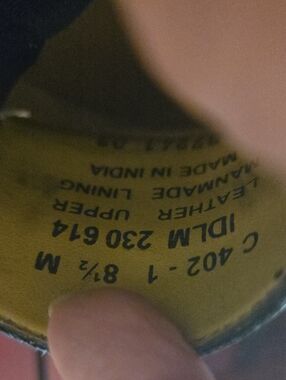 C 402 - 1 8½ M
IDLM 230 614
LEATHER UPPER
MANMADE LINING
MADE IN INDIA